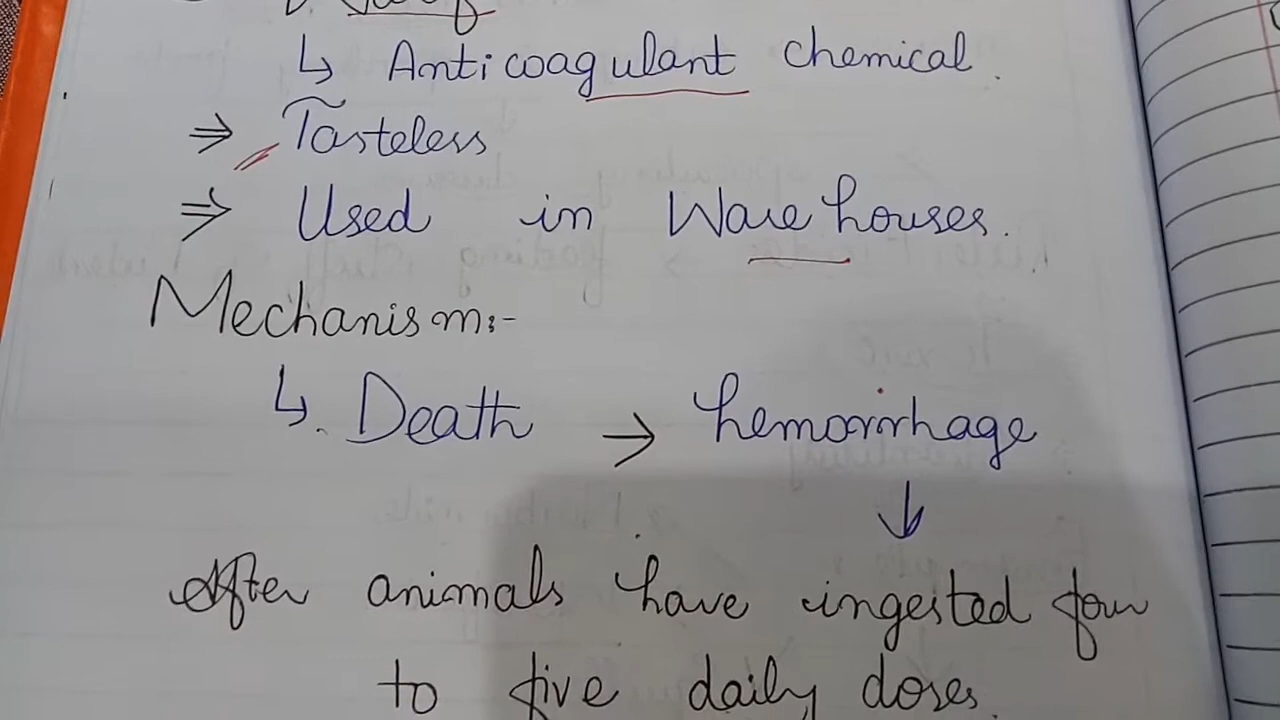 ↳ Anticoagulant chemical.
⇒ Tasteless
⇒ Used in Warehouses.
Mechanism:-
↳. Death → hemorrhage
↓
After animals have ingested four
to five daily doses.